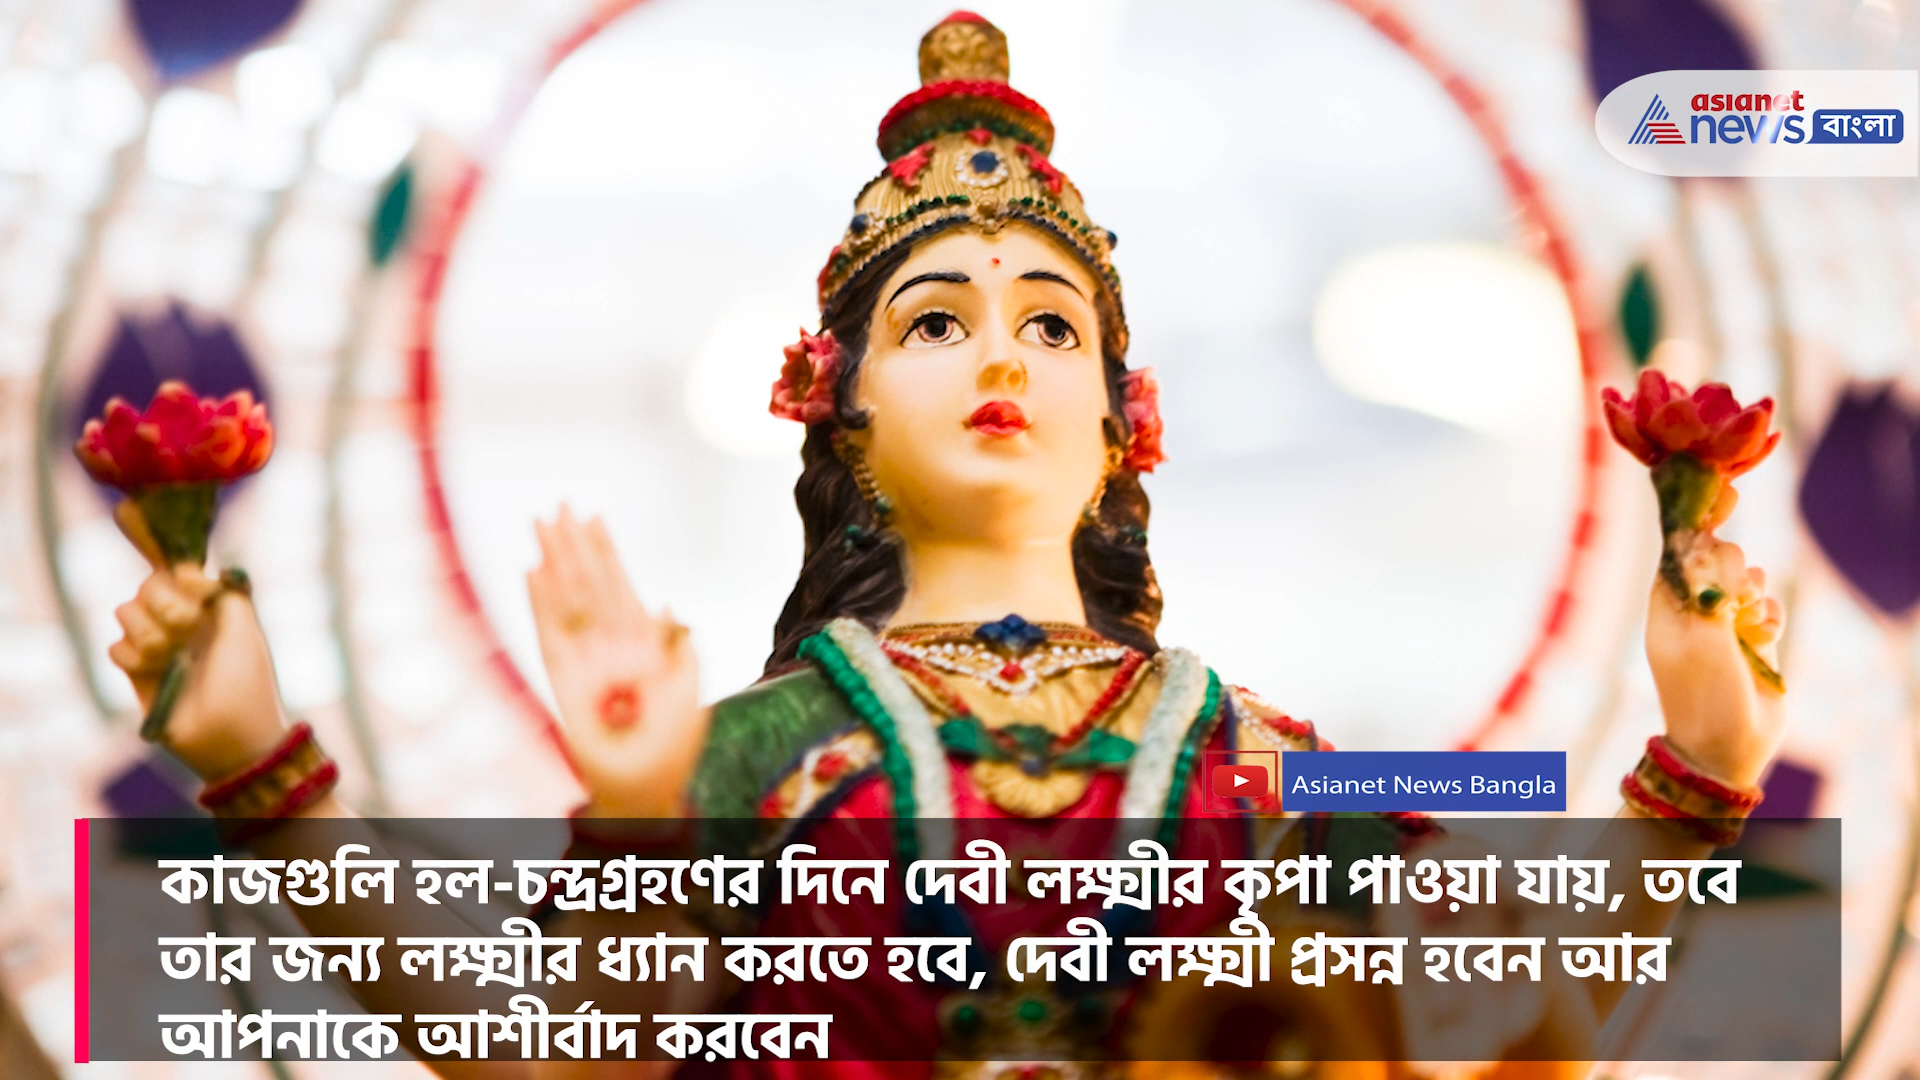 asianet
news বাংলা
Asianet News Bangla
কাজগুলি হল-চন্দ্রগ্রহণের দিনে দেবী লক্ষ্মীর কৃপা পাওয়া যায়, তবে
তার জন্য লক্ষ্মীর ধ্যান করতে হবে, দেবী লক্ষ্মী প্রসন্ন হবেন আর
আপনাকে আশীর্বাদ করবেন